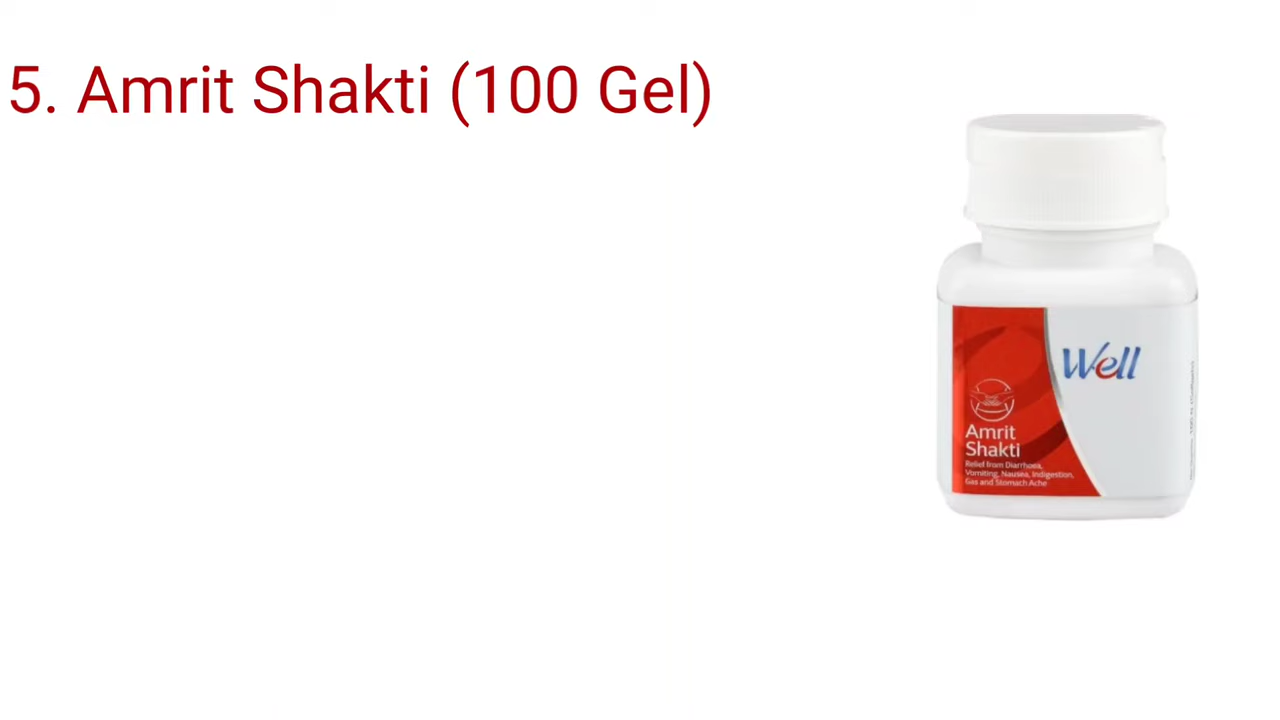 5. Amrit Shakti (100 Gel)
Well
Amrit
Shakti
Relief from Diarrhoea,
Vomiting, Nausea, Indigestion,
Gas and Stomach Ache